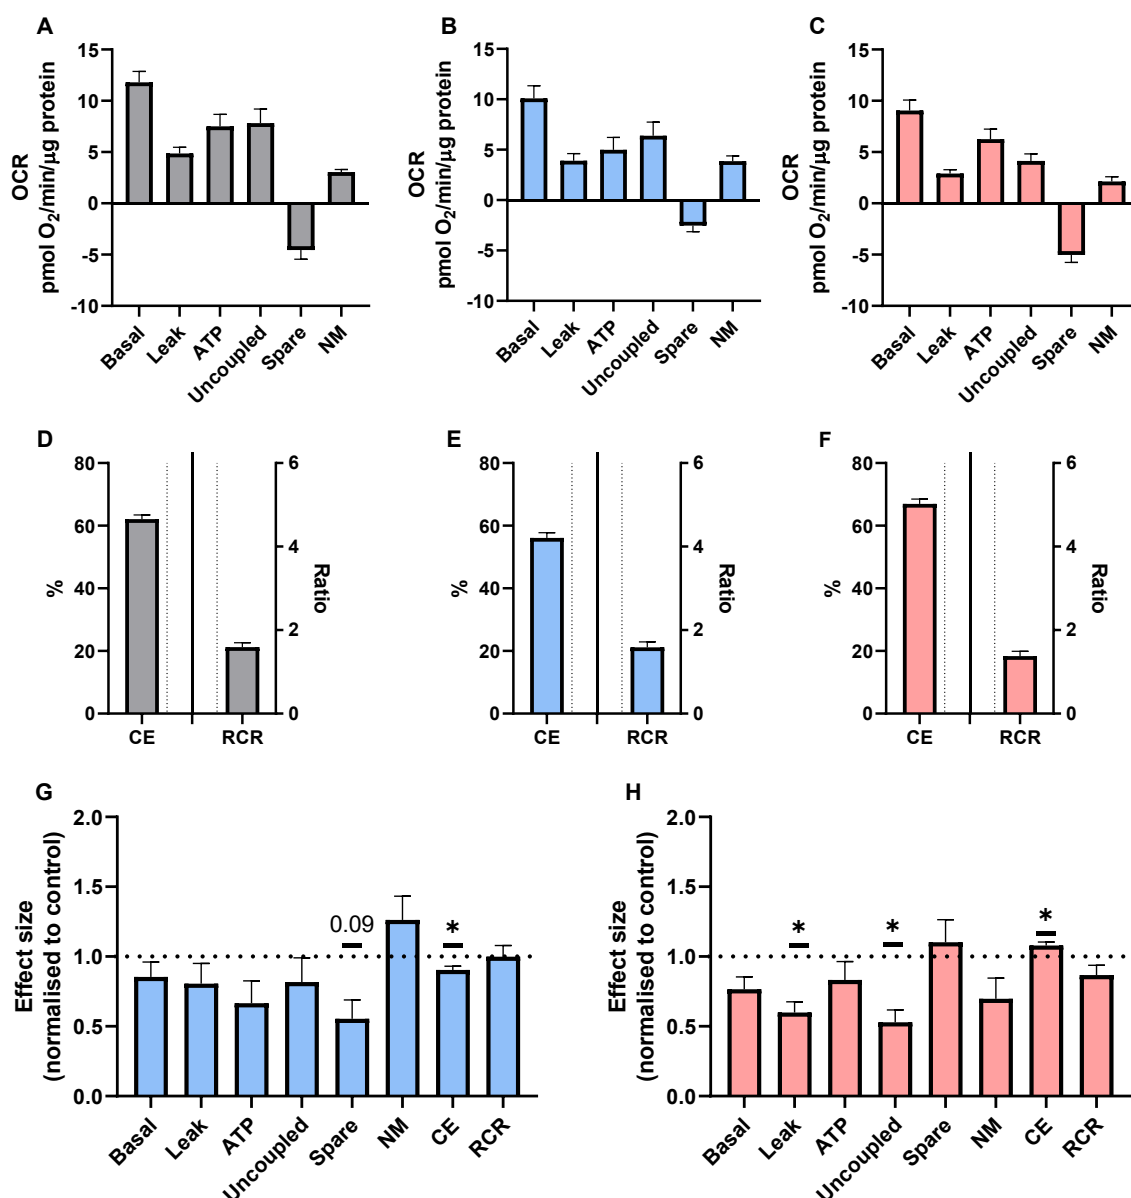 A
OCR
pmol O₂/min/μg protein
15
10
5
0
-5
-10
Basal
Leak
ATP
Uncoupled
Spare
NM
B
OCR
pmol O₂/min/μg protein
15
10
5
0
-5
-10
Basal
Leak
ATP
Uncoupled
Spare
NM
C
OCR
pmol O₂/min/μg protein
15
10
5
0
-5
-10
Basal
Leak
ATP
Uncoupled
Spare
NM
D
%
80
60
40
20
0
CE
RCR
6
4
2
0
Ratio
E
%
80
60
40
20
0
CE
RCR
6
4
2
0
Ratio
F
%
80
60
40
20
0
CE
RCR
6
4
2
0
Ratio
G
Effect size
(normalised to control)
2.0
1.5
1.0
0.5
0.0
0.09
*
Basal
Leak
ATP
Uncoupled
Spare
NM
CE
RCR
H
Effect size
(normalised to control)
2.0
1.5
1.0
0.5
0.0
*
*
*
Basal
Leak
ATP
Uncoupled
Spare
NM
CE
RCR